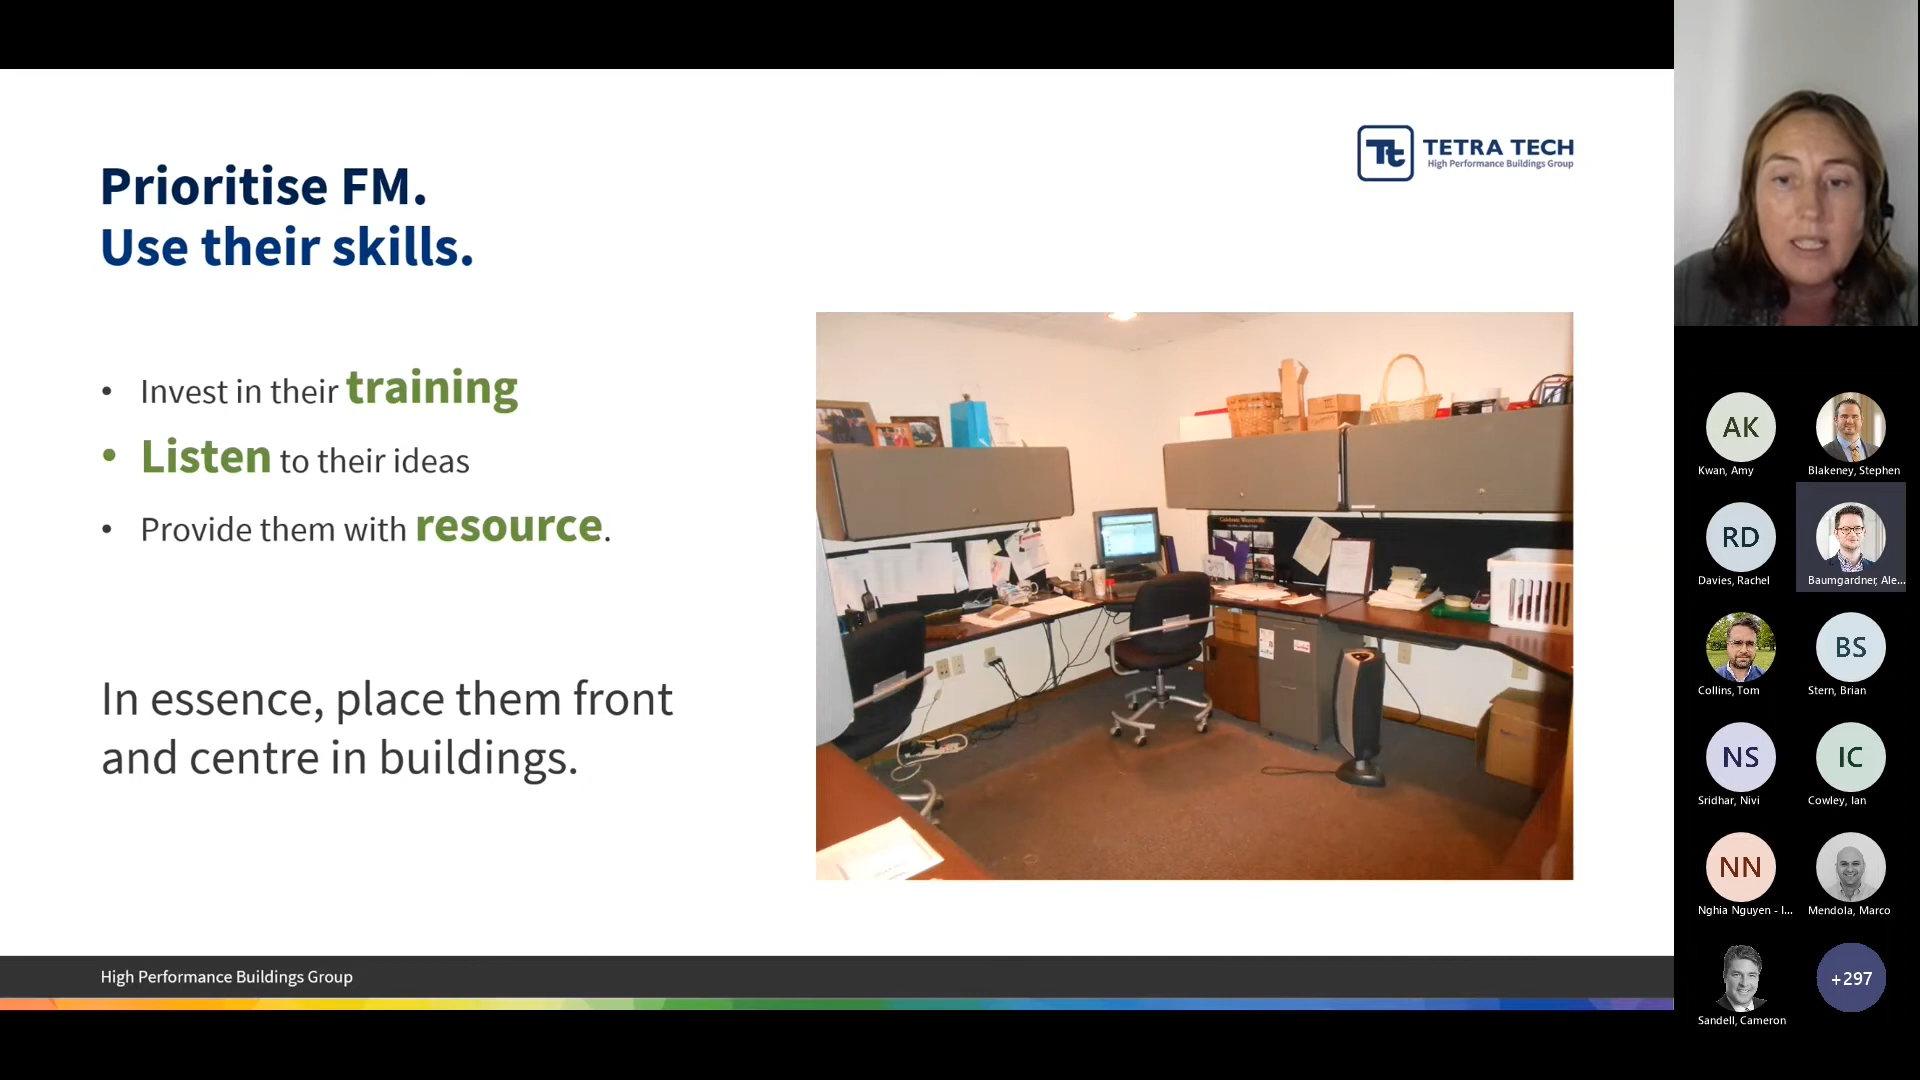 Prioritise FM.
Use their skills.
TETRA TECH
High Performance Buildings Group
• Invest in their training
• Listen to their ideas
• Provide them with resource.
In essence, place them front
and centre in buildings.
High Performance Buildings Group
AK
Kwan, Amy
Blakeney, Stephen
RD
Davies, Rachel
Baumgardner, Ale...
Collins, Tom
BS
Stern, Brian
NS
Sridhar, Nivi
IC
Cowley, Ian
NN
Nghia Nguyen - I...
Mendola, Marco
Sandell, Cameron
+297